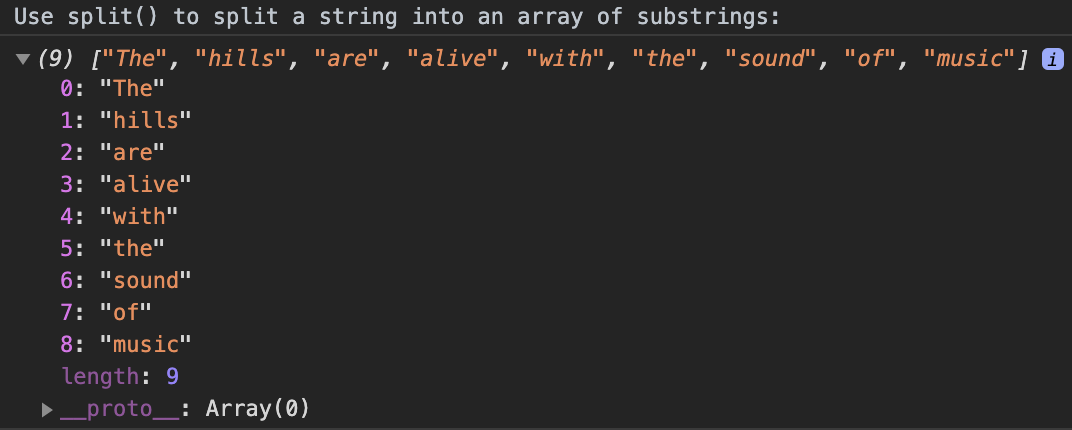 Use split() to split a string into an array of substrings:
(9) ["The", "hills", "are", "alive", "with", "the", "sound", "of", "music"] i
0: "The"
1: "hills"
2: "are"
3: "alive"
4: "with"
5: "the"
6: "sound"
7: "of"
8: "music"
length: 9
__proto__: Array(0)